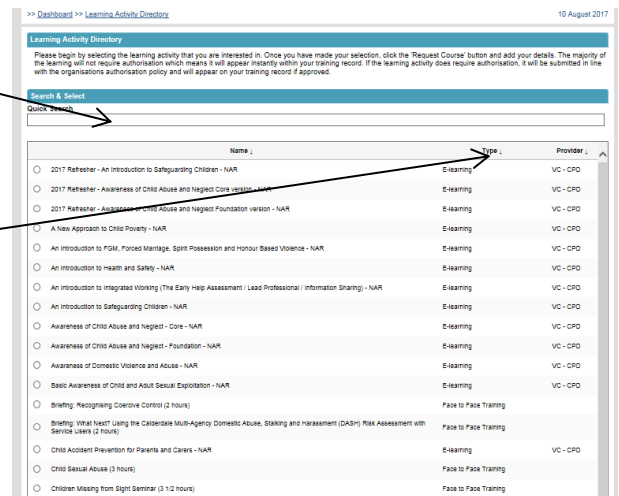 >> Dashboard >> Learning Activity Directory 10 August 2017
Learning Activity Directory
Please begin by selecting the learning activity that you are interested in. Once you have made your selection, click the 'Request Course' button and add your details. The majority of
the learning will not require authorisation which means it will appear instantly within your training record. If the learning activity does require authorisation, it will be submitted in line
with the organisations authorisation policy and will appear on your training record if approved.
Search & Select
Quick Search
Name ↓ Type ↓ Provider ↓
2017 Refresher - An Introduction to Safeguarding Children - NAR E-learning VC - CPD
2017 Refresher - Awareness of Child Abuse and Neglect Core version - NAR E-learning VC - CPD
2017 Refresher - Awareness of Child Abuse and Neglect Foundation version - NAR E-learning VC - CPD
A New Approach to Child Poverty - NAR E-learning VC - CPD
An Introduction to FGM, Forced Marriage, Spirit Possession and Honour Based Violence - NAR E-learning VC - CPD
An Introduction to Health and Safety - NAR E-learning VC - CPD
An Introduction to Integrated Working (The Early Help Assessment / Lead Professional / Information Sharing) - NAR E-learning VC - CPD
An Introduction to Safeguarding Children - NAR E-learning VC - CPD
Awareness of Child Abuse and Neglect - Core - NAR E-learning VC - CPD
Awareness of Child Abuse and Neglect - Foundation - NAR E-learning VC - CPD
Awareness of Domestic Violence and Abuse - NAR E-learning VC - CPD
Basic Awareness of Child and Adult Sexual Exploitation - NAR E-learning VC - CPD
Briefing: Recognising Coercive Control (2 hours) Face to Face Training
Briefing: What Next? Using the Calderdale Multi-Agency Domestic Abuse, Stalking and Harassment (DASH) Risk Assessment with
Service Users (2 hours) Face to Face Training
Child Accident Prevention for Parents and Carers - NAR E-learning VC - CPD
Child Sexual Abuse (3 hours) Face to Face Training
Children Missing from Sight Seminar (3 1/2 hours) Face to Face Training